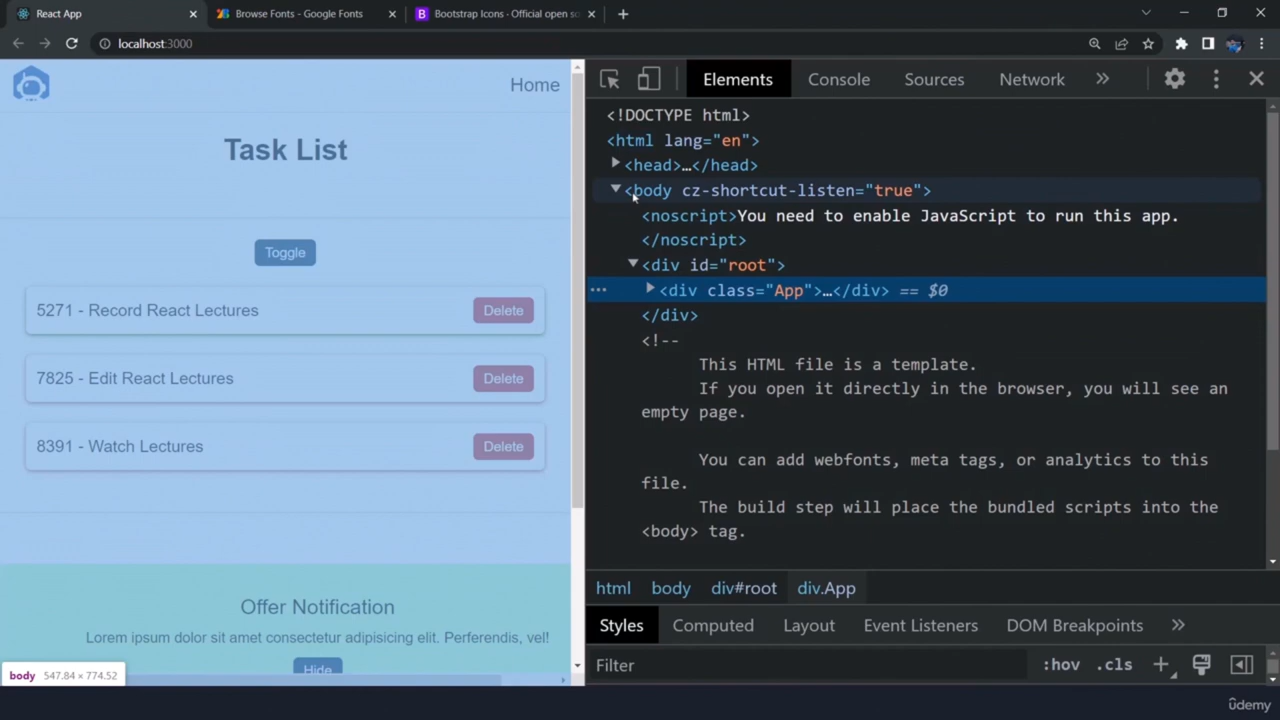 React App
Browse Fonts - Google Fonts
Bootstrap Icons · Official open so
localhost:3000
Home
Task List
Toggle
5271 - Record React Lectures
Delete
7825 - Edit React Lectures
Delete
8391 - Watch Lectures
Delete
Offer Notification
Lorem ipsum dolor sit amet consectetur adipisicing elit. Perferendis, vel!
Hide
body 547.84 × 774.52
Elements Console Sources Network
<!DOCTYPE html>
<html lang="en">
<head>…</head>
<body cz-shortcut-listen="true">
<noscript>You need to enable JavaScript to run this app.
</noscript>
<div id="root">
<div class="App">…</div> == $0
</div>
<!--
This HTML file is a template.
If you open it directly in the browser, you will see an
empty page.
You can add webfonts, meta tags, or analytics to this
file.
The build step will place the bundled scripts into the
<body> tag.
html body div#root div.App
Styles Computed Layout Event Listeners DOM Breakpoints
Filter :hov .cls
ûdemy